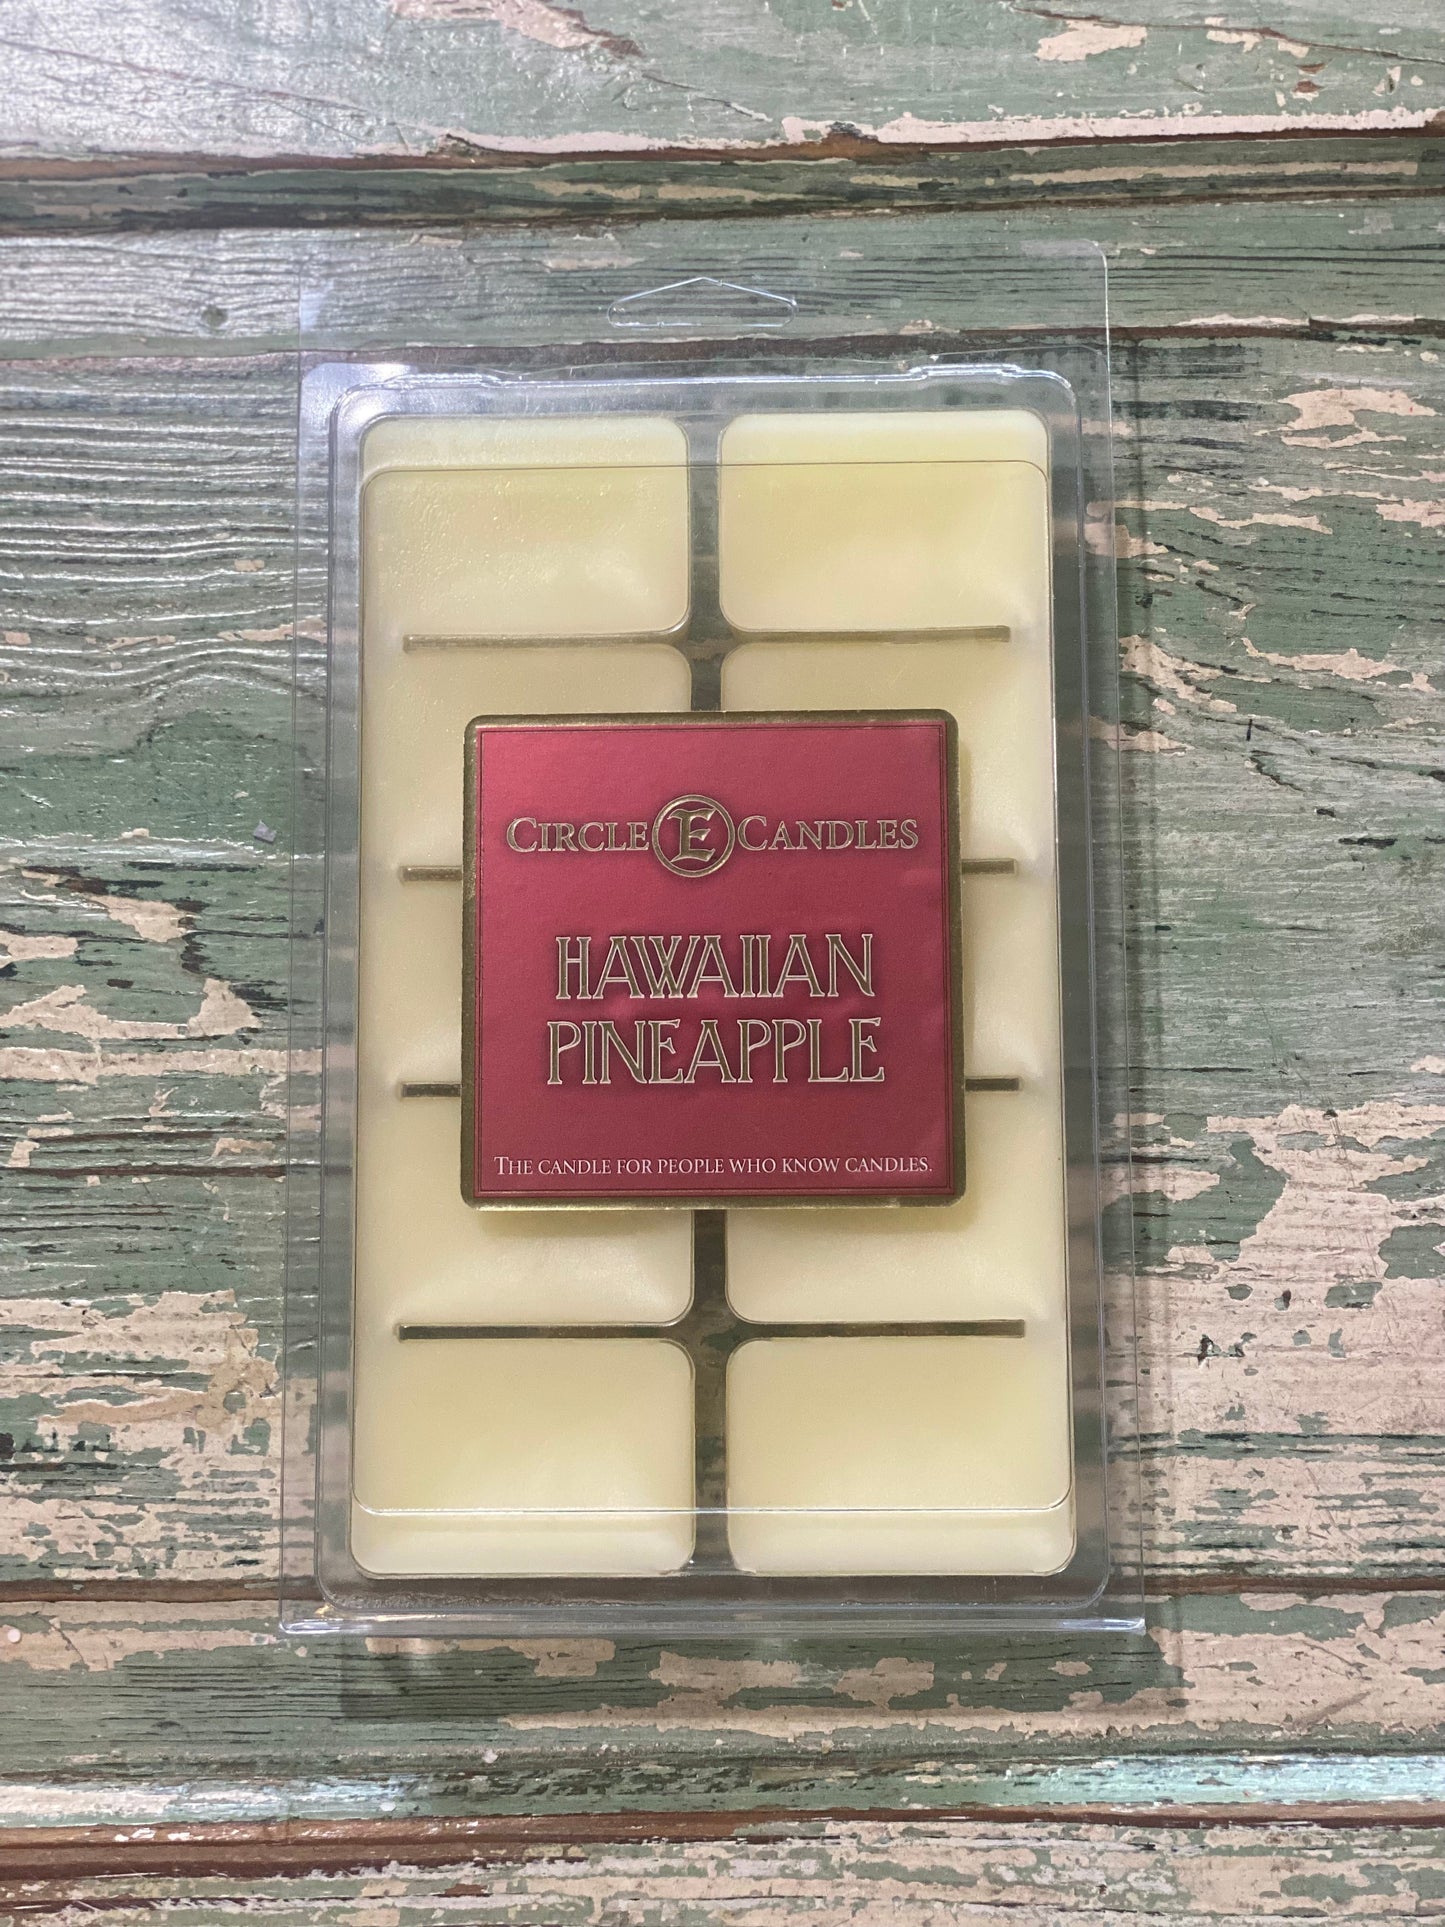 CIRCLE E CANDLES
HAWAIIAN
PINEAPPLE
THE CANDLE FOR PEOPLE WHO KNOW CANDLES.